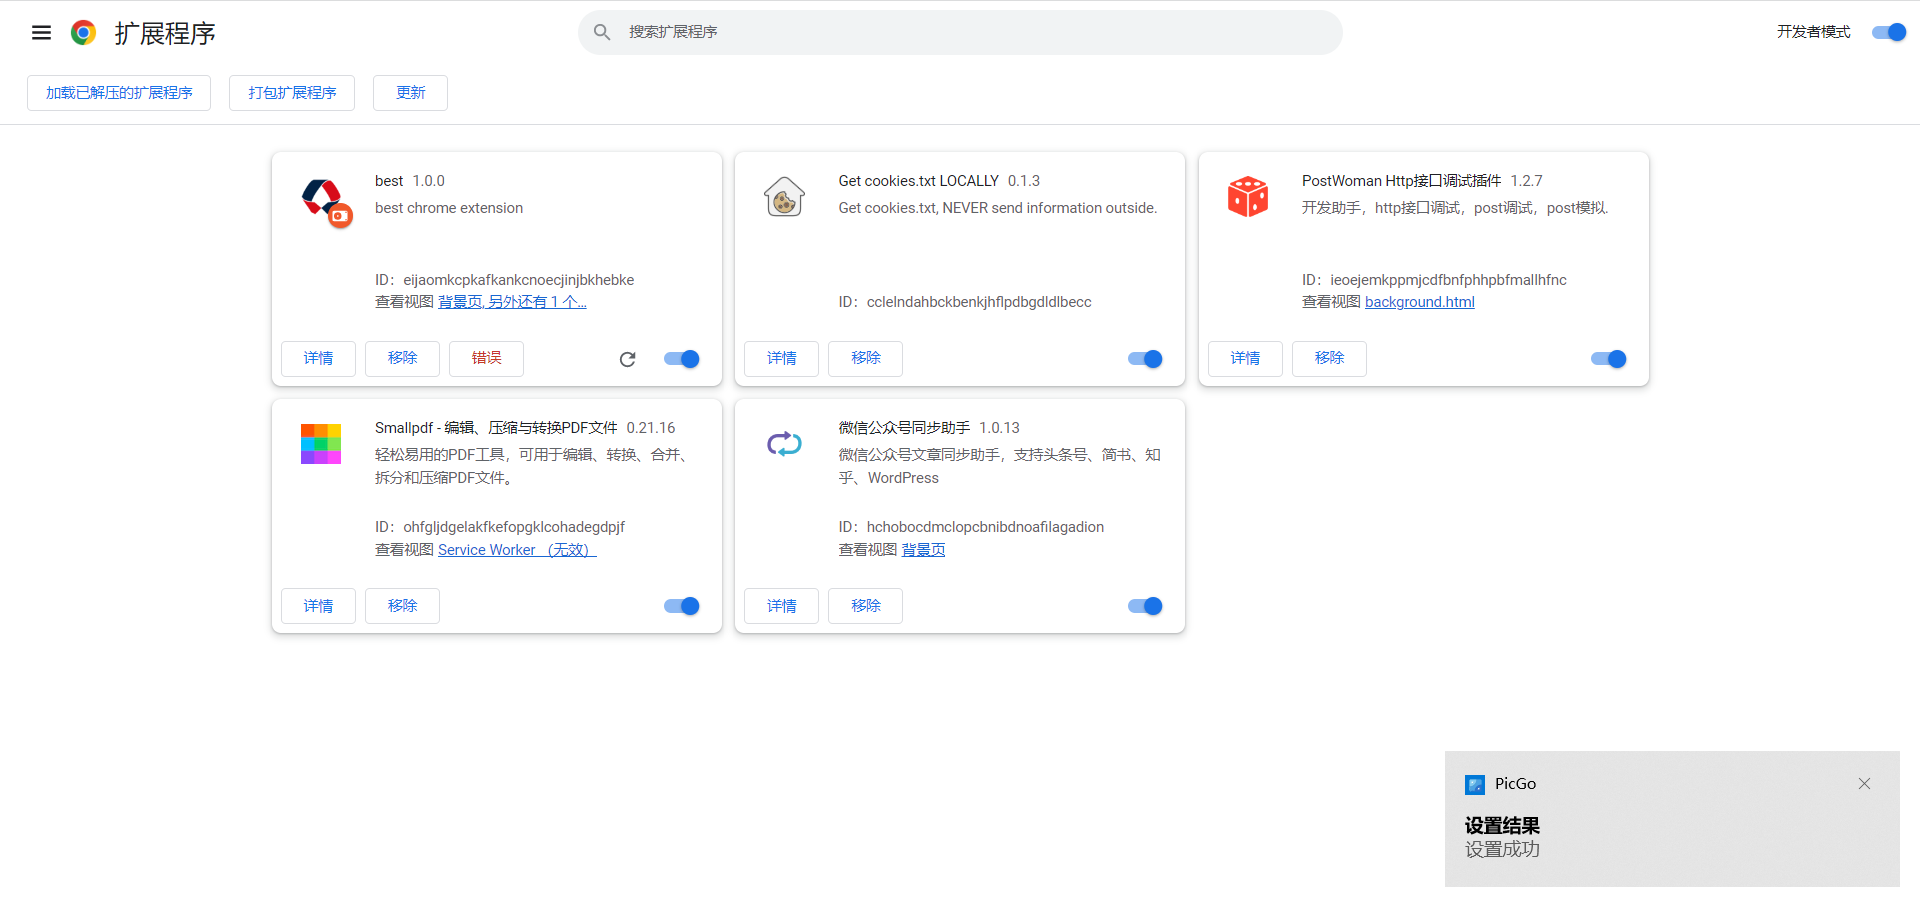 扩展程序
搜索扩展程序
开发者模式
加载已解压的扩展程序
打包扩展程序
更新
best 1.0.0
best chrome extension
ID：eijaomkcpkafkankcnoecjinjbkhebke
查看视图 背景页, 另外还有 1 个...
详情
移除
错误
Get cookies.txt LOCALLY 0.1.3
Get cookies.txt, NEVER send information outside.
ID：cclelndahbckbenkjhflpdbgdldlbecc
详情
移除
PostWoman Http接口调试插件 1.2.7
开发助手，http接口调试，post调试，post模拟.
ID：ieoejemkppmjcdfbnfphhpbfmallhfnc
查看视图 background.html
详情
移除
Smallpdf - 编辑、压缩与转换PDF文件 0.21.16
轻松易用的PDF工具，可用于编辑、转换、合并、
拆分和压缩PDF文件。
ID：ohfgljdgelakfkefopgklcohadegdpjf
查看视图 Service Worker （无效）
详情
移除
微信公众号同步助手 1.0.13
微信公众号文章同步助手，支持头条号、简书、知
乎、WordPress
ID：hchobocdmclopcbnibdnoafilagadion
查看视图 背景页
详情
移除
PicGo
设置结果
设置成功